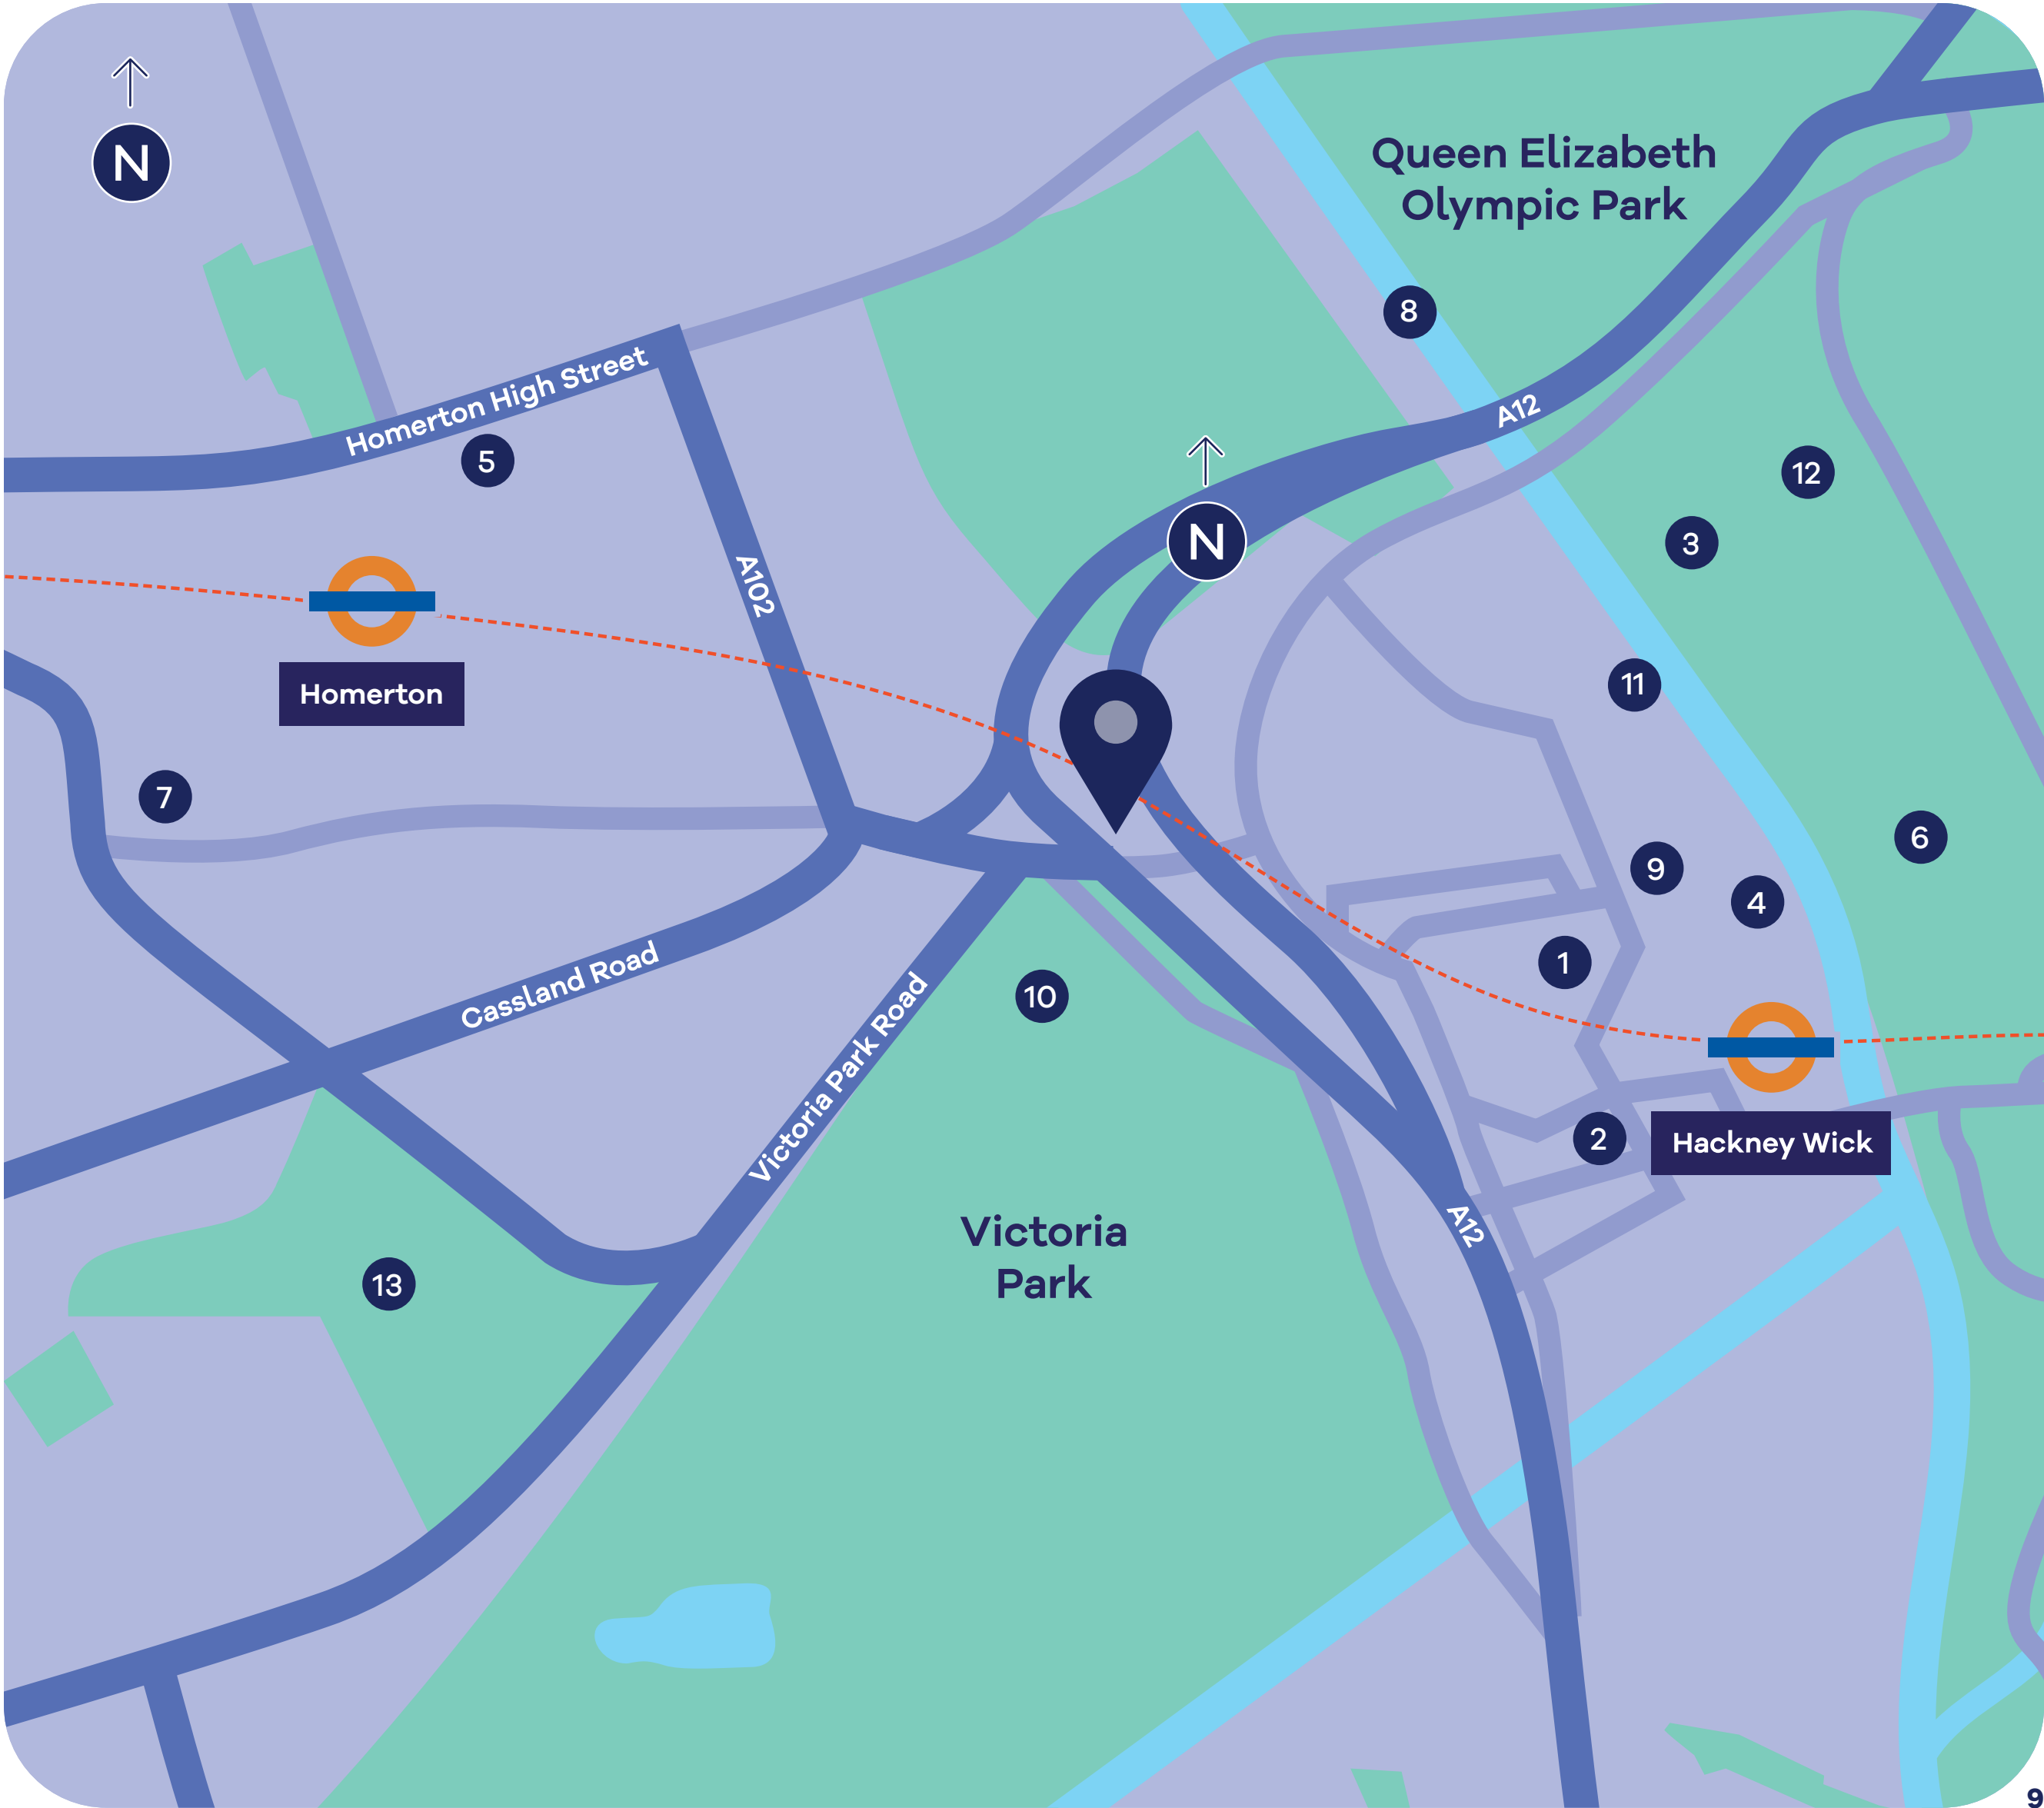 N
Queen Elizabeth
Olympic Park
8
Homerton High Street
A12
5
12
N
3
A102
Homerton
11
7
6
9
4
1
Cassland Road
10
Victoria Park Road
2
Hackney Wick
Victoria
Park
A12
13
9